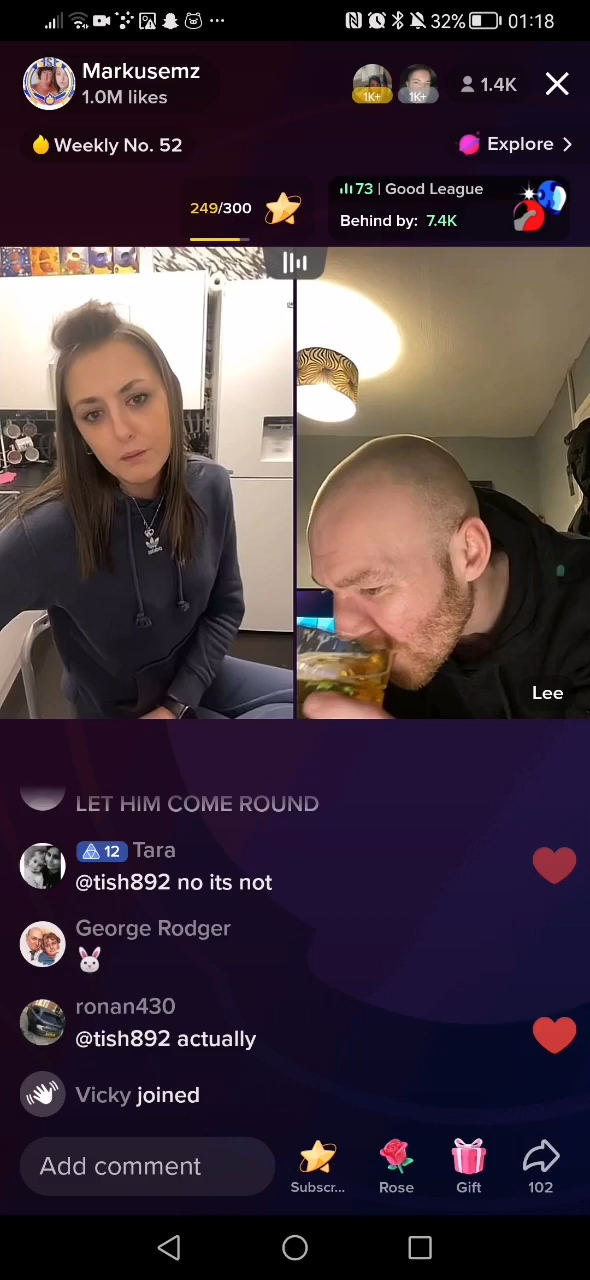 32% 01:18
Markusemz
1.0M likes
1K+
1K+
1.4K
Weekly No. 52
Explore
249/300
73 | Good League
Behind by: 7.4K
Lee
LET HIM COME ROUND
12 Tara
@tish892 no its not
George Rodger
ronan430
@tish892 actually
Vicky joined
Add comment
Subscr...
Rose
Gift
102